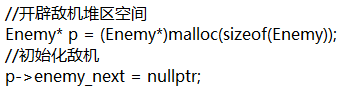 //开辟敌机堆区空间
Enemy* p = (Enemy*)malloc(sizeof(Enemy));
//初始化敌机
p->enemy_next = nullptr;